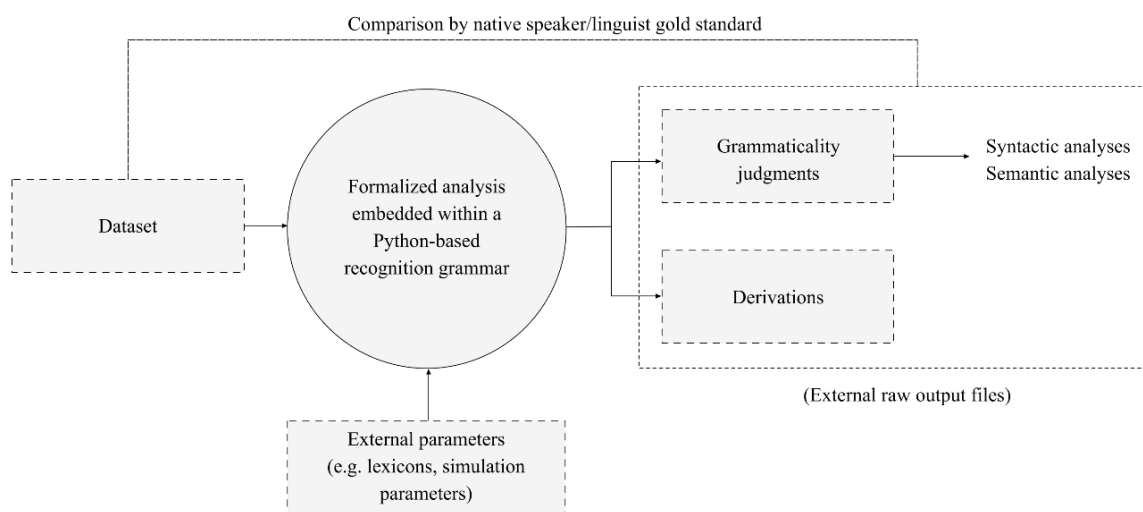 Comparison by native speaker/linguist gold standard
Dataset
Formalized analysis
embedded within a
Python-based
recognition grammar
Grammaticality
judgments
Syntactic analyses
Semantic analyses
Derivations
(External raw output files)
External parameters
(e.g. lexicons, simulation
parameters)